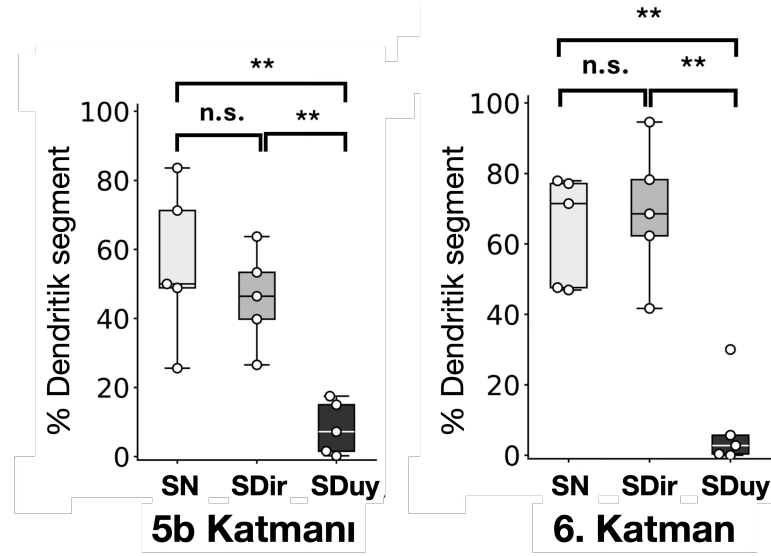 **
n.s.
**
% Dendritik segment
100
80
60
40
20
0
SN SDir SDuy
5b Katmanı
**
n.s.
**
% Dendritik segment
100
80
60
40
20
0
SN SDir SDuy
6. Katman